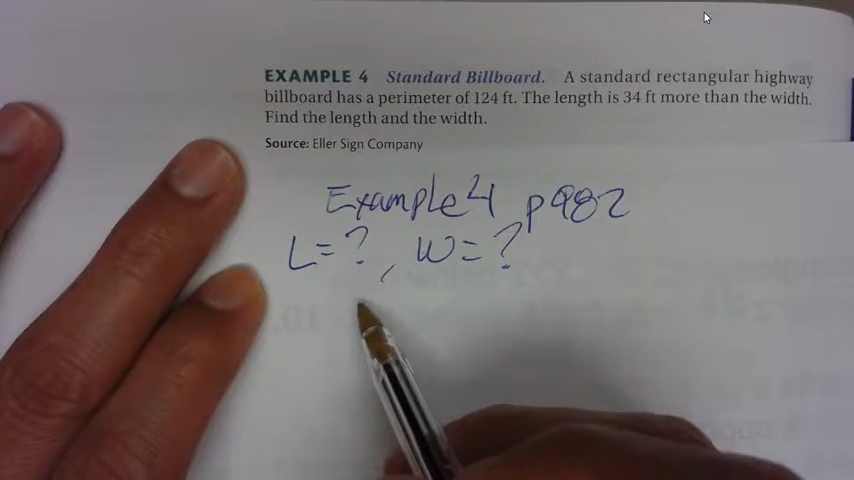 EXAMPLE 4 Standard Billboard. A standard rectangular highway
billboard has a perimeter of 124 ft. The length is 34 ft more than the width.
Find the length and the width.
Source: Eller Sign Company
Example 4 p982
L=?, W=?